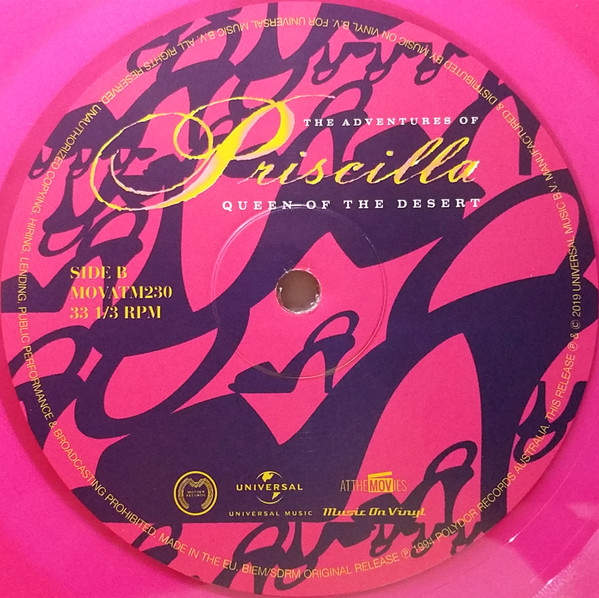 THE ADVENTURES OF
Priscilla
QUEEN OF THE DESERT
SIDE B
MOVATM230
33 1/3 RPM
MOTHER RECORDS
UNIVERSAL
UNIVERSAL MUSIC
ATTHEMOVIES
Music On Vinyl
THIS RELEASE ℗ & © 2019 UNIVERSAL MUSIC B.V. MANUFACTURED & DISTRIBUTED BY MUSIC ON VINYL B.V. FOR UNIVERSAL MUSIC B.V. ALL RIGHTS RESERVED. UNAUTHORIZED COPYING, HIRING, LENDING, PUBLIC PERFORMANCE & BROADCASTING PROHIBITED. MADE IN THE EU. BIEM/SDRM ORIGINAL RELEASE ℗ 1994 POLYDOR RECORDS AUSTRALIA.